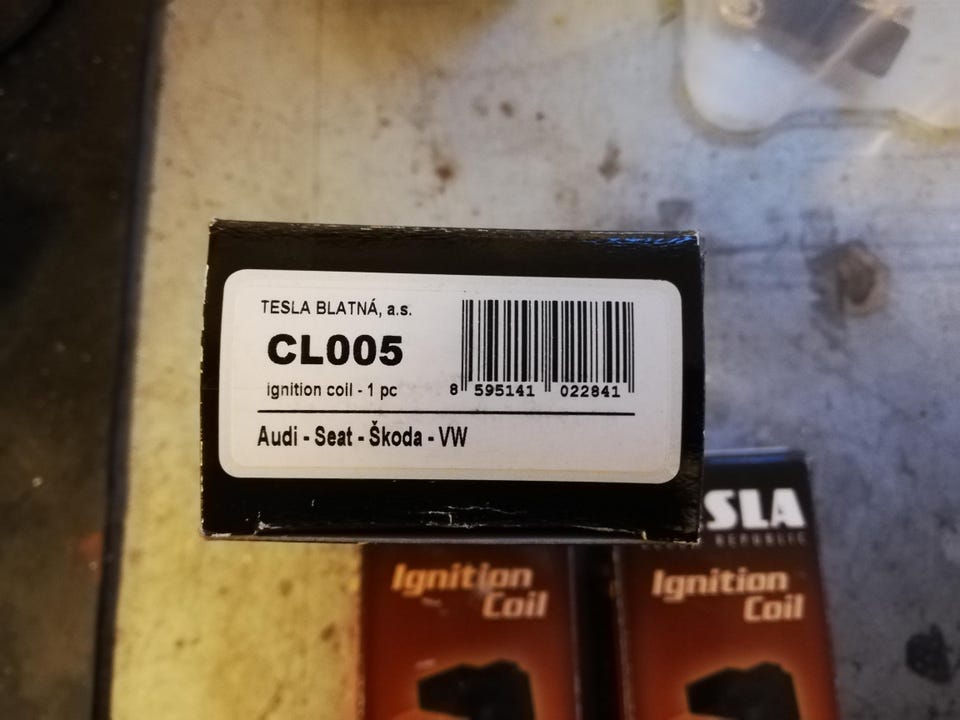 TESLA BLATNÁ, a.s.
CL005
ignition coil - 1 pc
8 595141 022841
Audi - Seat - Škoda - VW
SLA
REPUBLIC
Ignition
Coil
Ignition
Coil